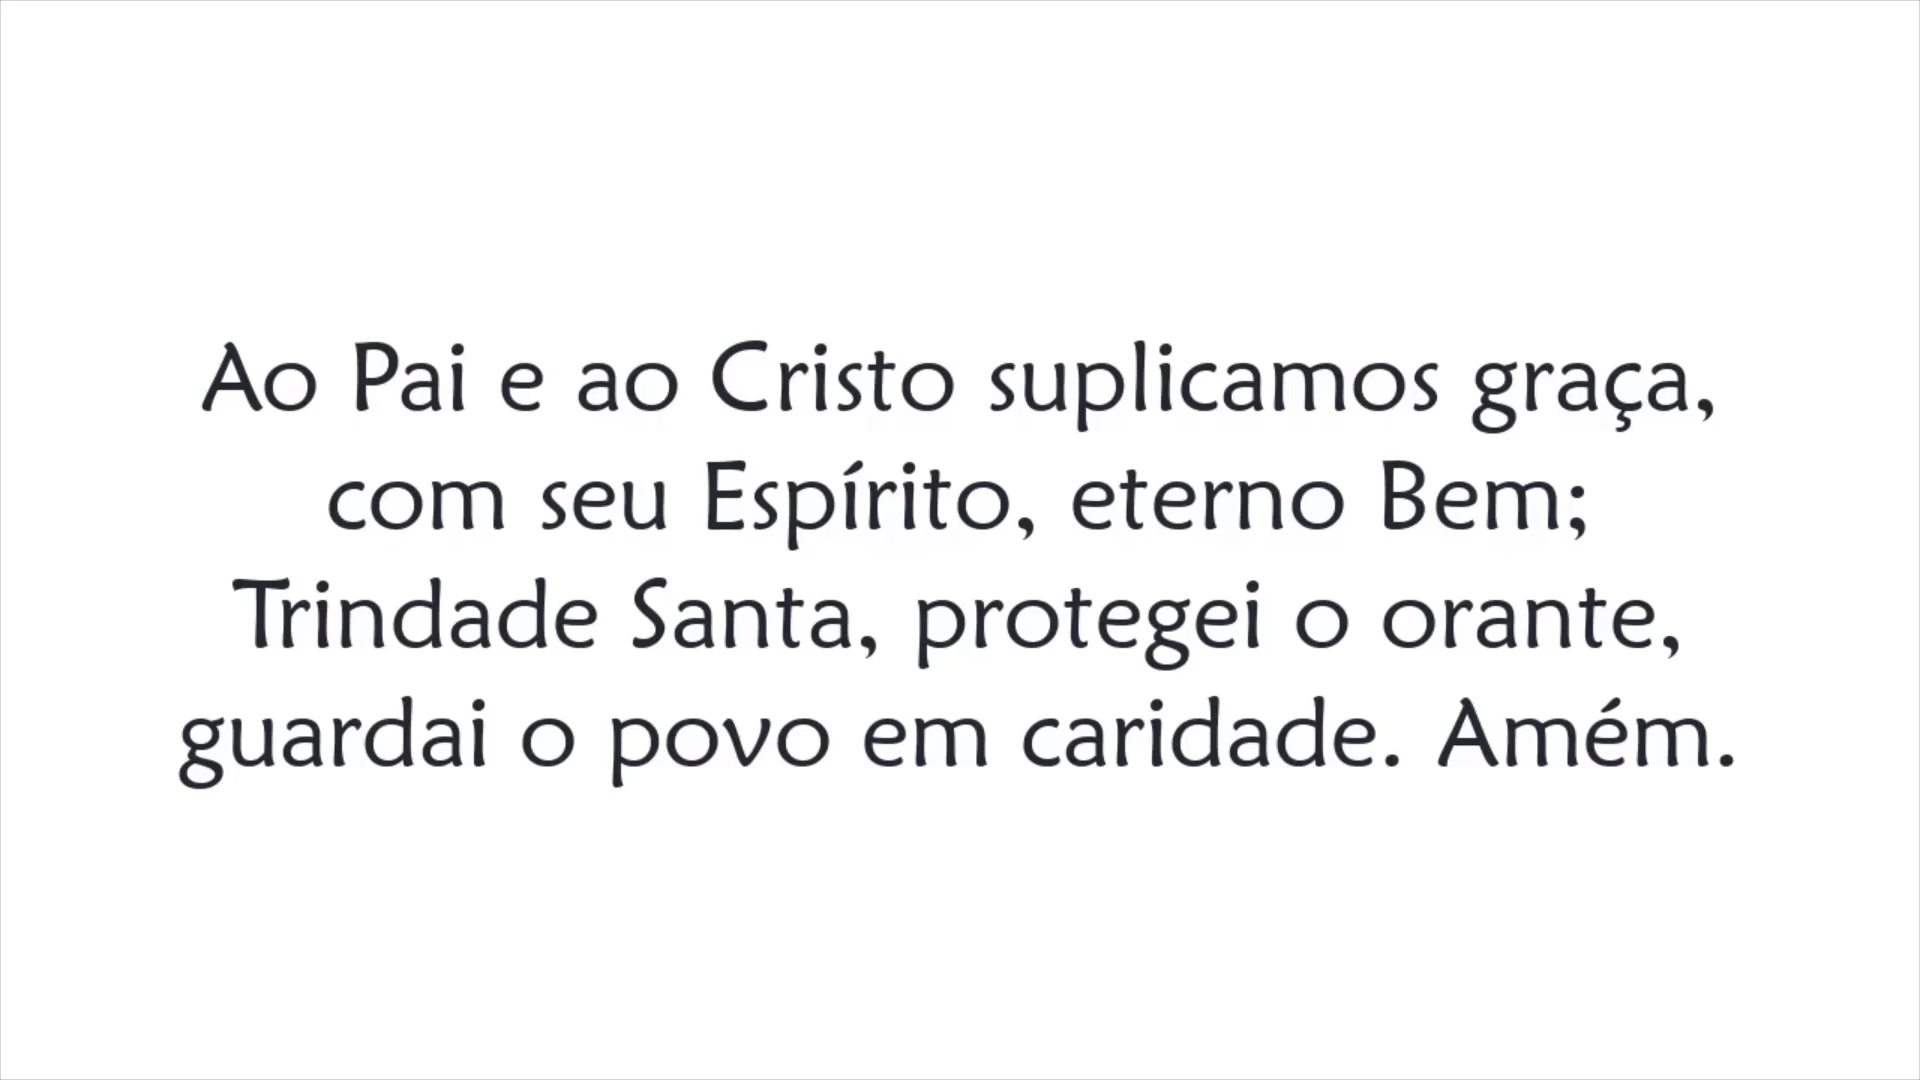 Ao Pai e ao Cristo suplicamos graça,
com seu Espírito, eterno Bem;
Trindade Santa, protegei o orante,
guardai o povo em caridade. Amém.